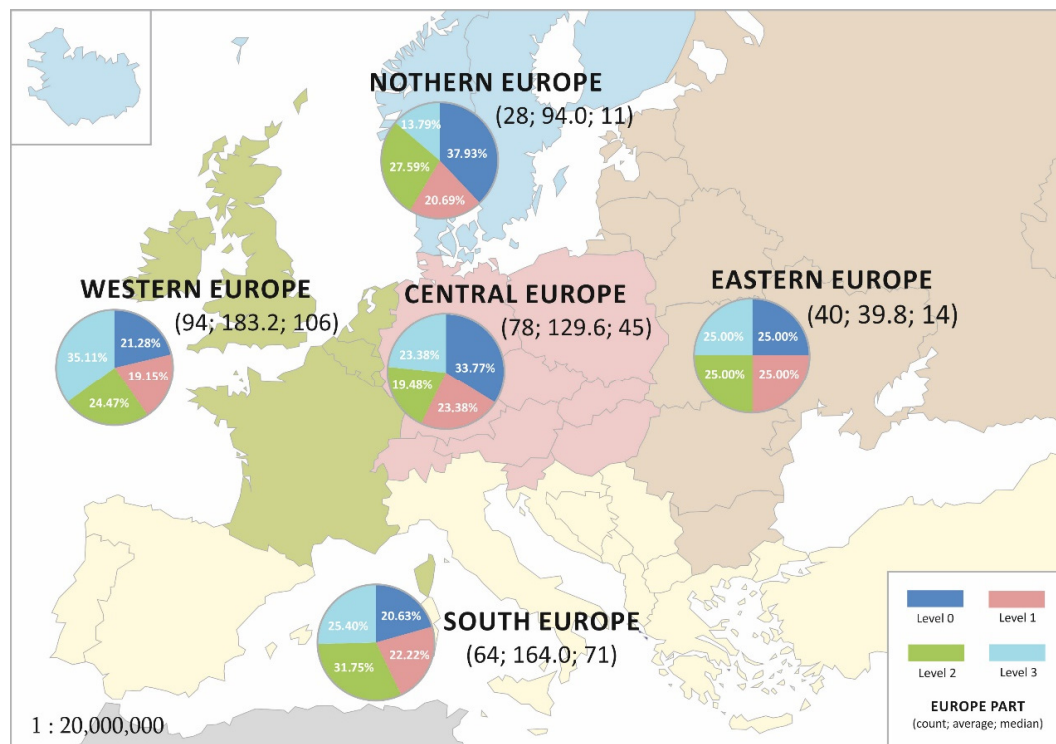 NOTHERN EUROPE
(28; 94.0; 11)
13.79%
37.93%
27.59%
20.69%
WESTERN EUROPE
(94; 183.2; 106)
21.28%
35.11%
19.15%
24.47%
CENTRAL EUROPE
(78; 129.6; 45)
23.38%
33.77%
19.48%
23.38%
EASTERN EUROPE
(40; 39.8; 14)
25.00%
25.00%
25.00%
25.00%
SOUTH EUROPE
(64; 164.0; 71)
20.63%
25.40%
22.22%
31.75%
1 : 20,000,000
Level 0
Level 1
Level 2
Level 3
EUROPE PART
(count; average; median)